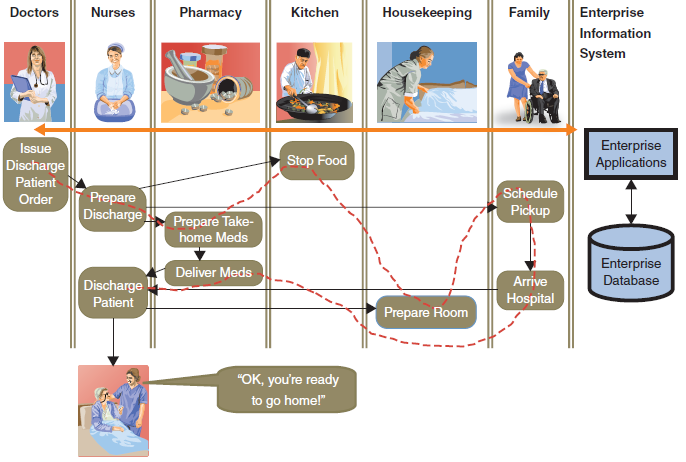 Doctors
Nurses
Pharmacy
Kitchen
Housekeeping
Family
Enterprise
Information
System
Issue
Discharge
Patient
Order
Prepare
Discharge
Stop Food
Prepare Take-
home Meds
Deliver Meds
Discharge
Patient
Prepare Room
Schedule
Pickup
Arrive
Hospital
Enterprise
Applications
Enterprise
Database
“OK, you’re ready
to go home!”